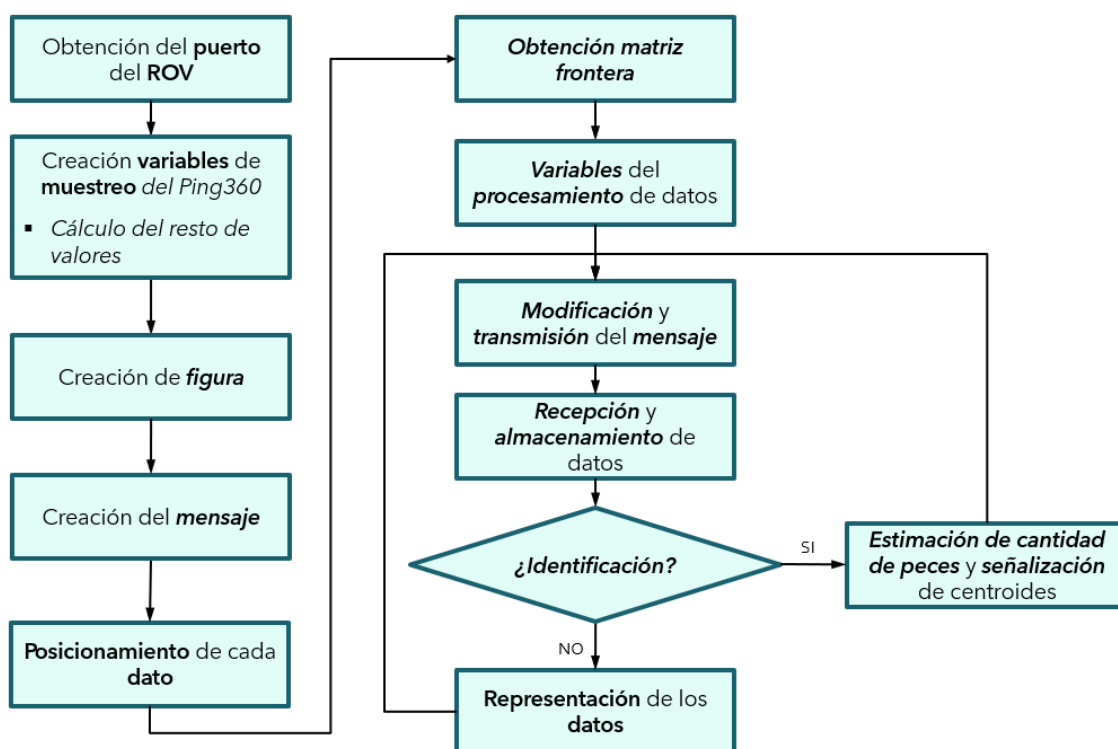 Obtención del puerto
del ROV
Creación variables de
muestreo del Ping360
▪ Cálculo del resto de
valores
Creación de figura
Creación del mensaje
Posicionamiento de cada
dato
Obtención matriz
frontera
Variables del
procesamiento de datos
Modificación y
transmisión del mensaje
Recepción y
almacenamiento de
datos
¿Identificación?
SI
Estimación de cantidad
de peces y señalización
de centroides
NO
Representación de los
datos